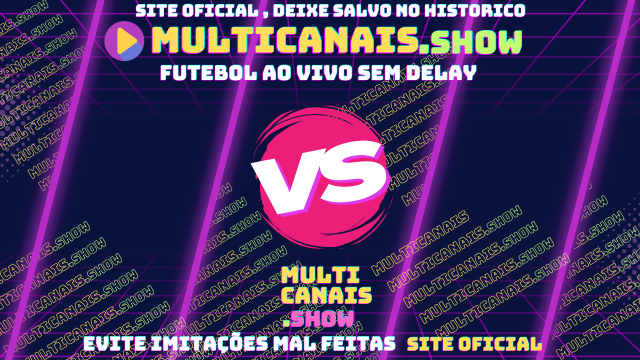 SITE OFICIAL , DEIXE SALVO NO HISTORICO
MULTICANAIS.SHOW
FUTEBOL AO VIVO SEM DELAY
VS
MULTI
CANAIS
.SHOW
EVITE IMITAÇÕES MAL FEITAS SITE OFICIAL